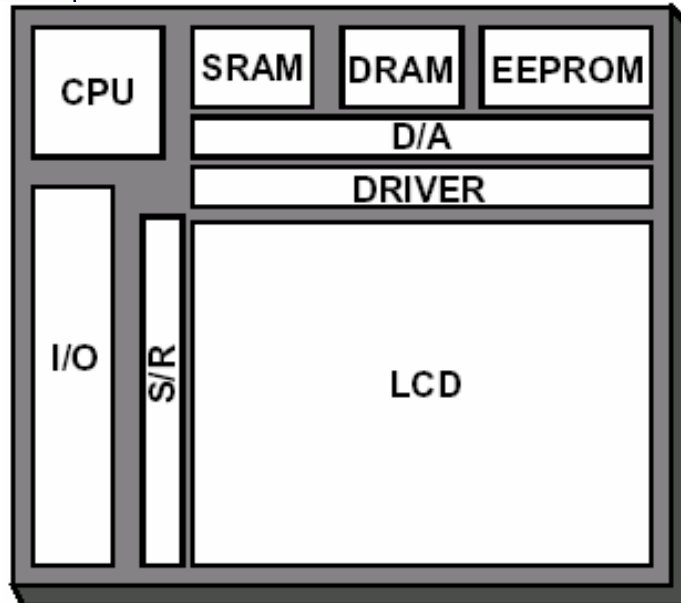 CPU
SRAM
DRAM
EEPROM
D/A
DRIVER
I/O
S/R
LCD